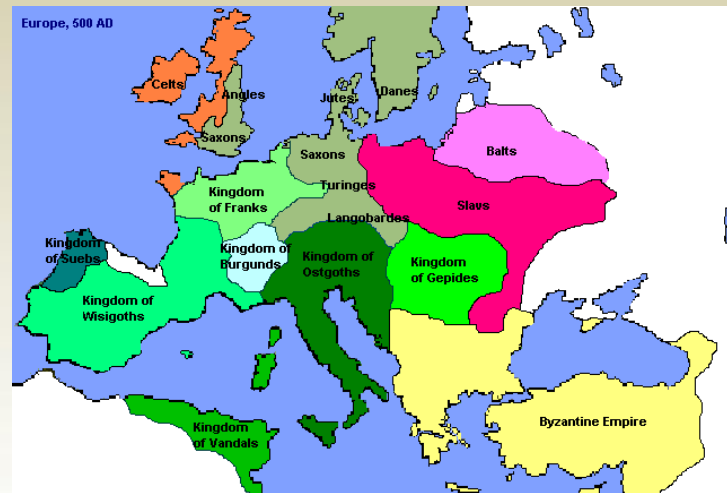 Europe, 500 AD
Celts
Angles
Jutes
Danes
Saxons
Saxons
Balts
Turinges
Kingdom
of Franks
Slavs
Langobardes
Kingdom
of Suebs
Kingdom of
Burgunds
Kingdom of
Ostgoths
Kingdom
of Gepides
Kingdom of
Wisigoths
Kingdom
of Vandals
Byzantine Empire